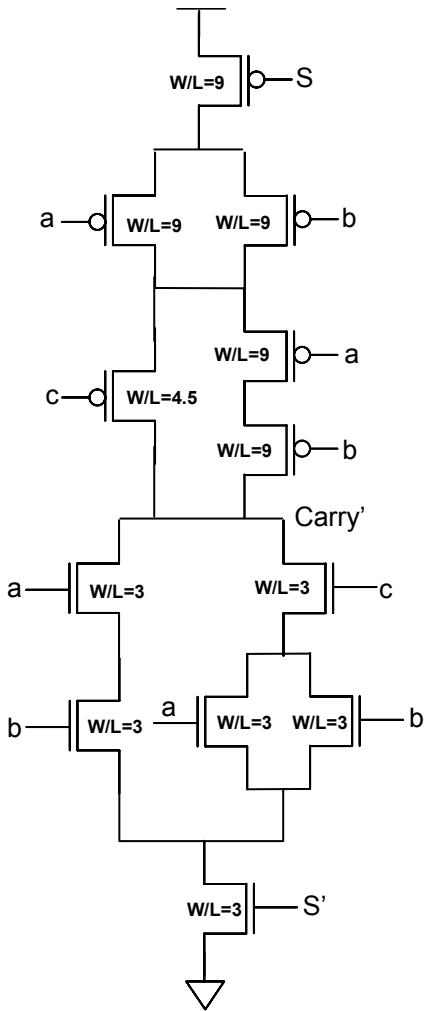 W/L=9 S
a W/L=9 W/L=9 b
W/L=9 a
c W/L=4.5
W/L=9 b
Carry’
a W/L=3 W/L=3 c
b W/L=3 a W/L=3 W/L=3 b
W/L=3 S’